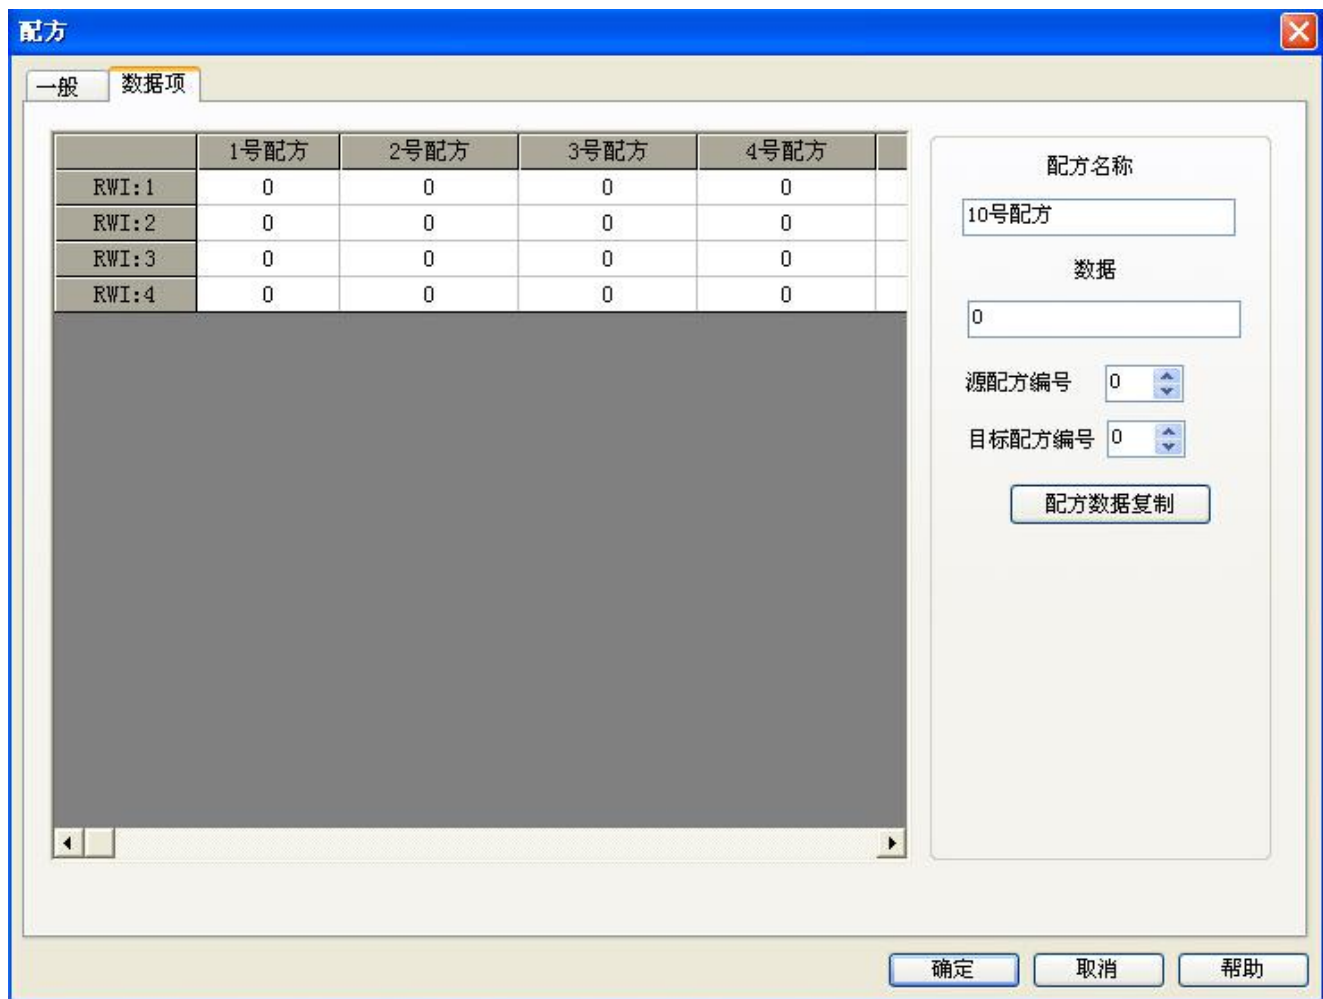 配方
一般 数据项
1号配方 2号配方 3号配方 4号配方
RWI:1 0 0 0 0
RWI:2 0 0 0 0
RWI:3 0 0 0 0
RWI:4 0 0 0 0
配方名称
10号配方
数据
0
源配方编号 0
目标配方编号 0
配方数据复制
确定 取消 帮助